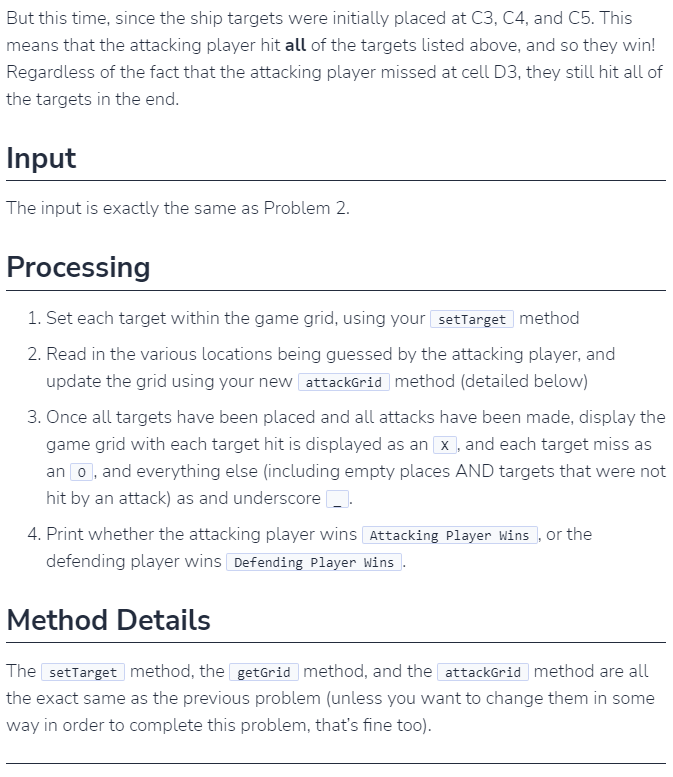 But this time, since the ship targets were initially placed at C3, C4, and C5. This
means that the attacking player hit all of the targets listed above, and so they win!
Regardless of the fact that the attacking player missed at cell D3, they still hit all of
the targets in the end.
Input
The input is exactly the same as Problem 2.
Processing
1. Set each target within the game grid, using your setTarget method
2. Read in the various locations being guessed by the attacking player, and
update the grid using your new attackGrid method (detailed below)
3. Once all targets have been placed and all attacks have been made, display the
game grid with each target hit is displayed as an X, and each target miss as
an O, and everything else (including empty places AND targets that were not
hit by an attack) as and underscore _.
4. Print whether the attacking player wins Attacking Player Wins, or the
defending player wins Defending Player Wins.
Method Details
The setTarget method, the getGrid method, and the attackGrid method are all
the exact same as the previous problem (unless you want to change them in some
way in order to complete this problem, that's fine too).